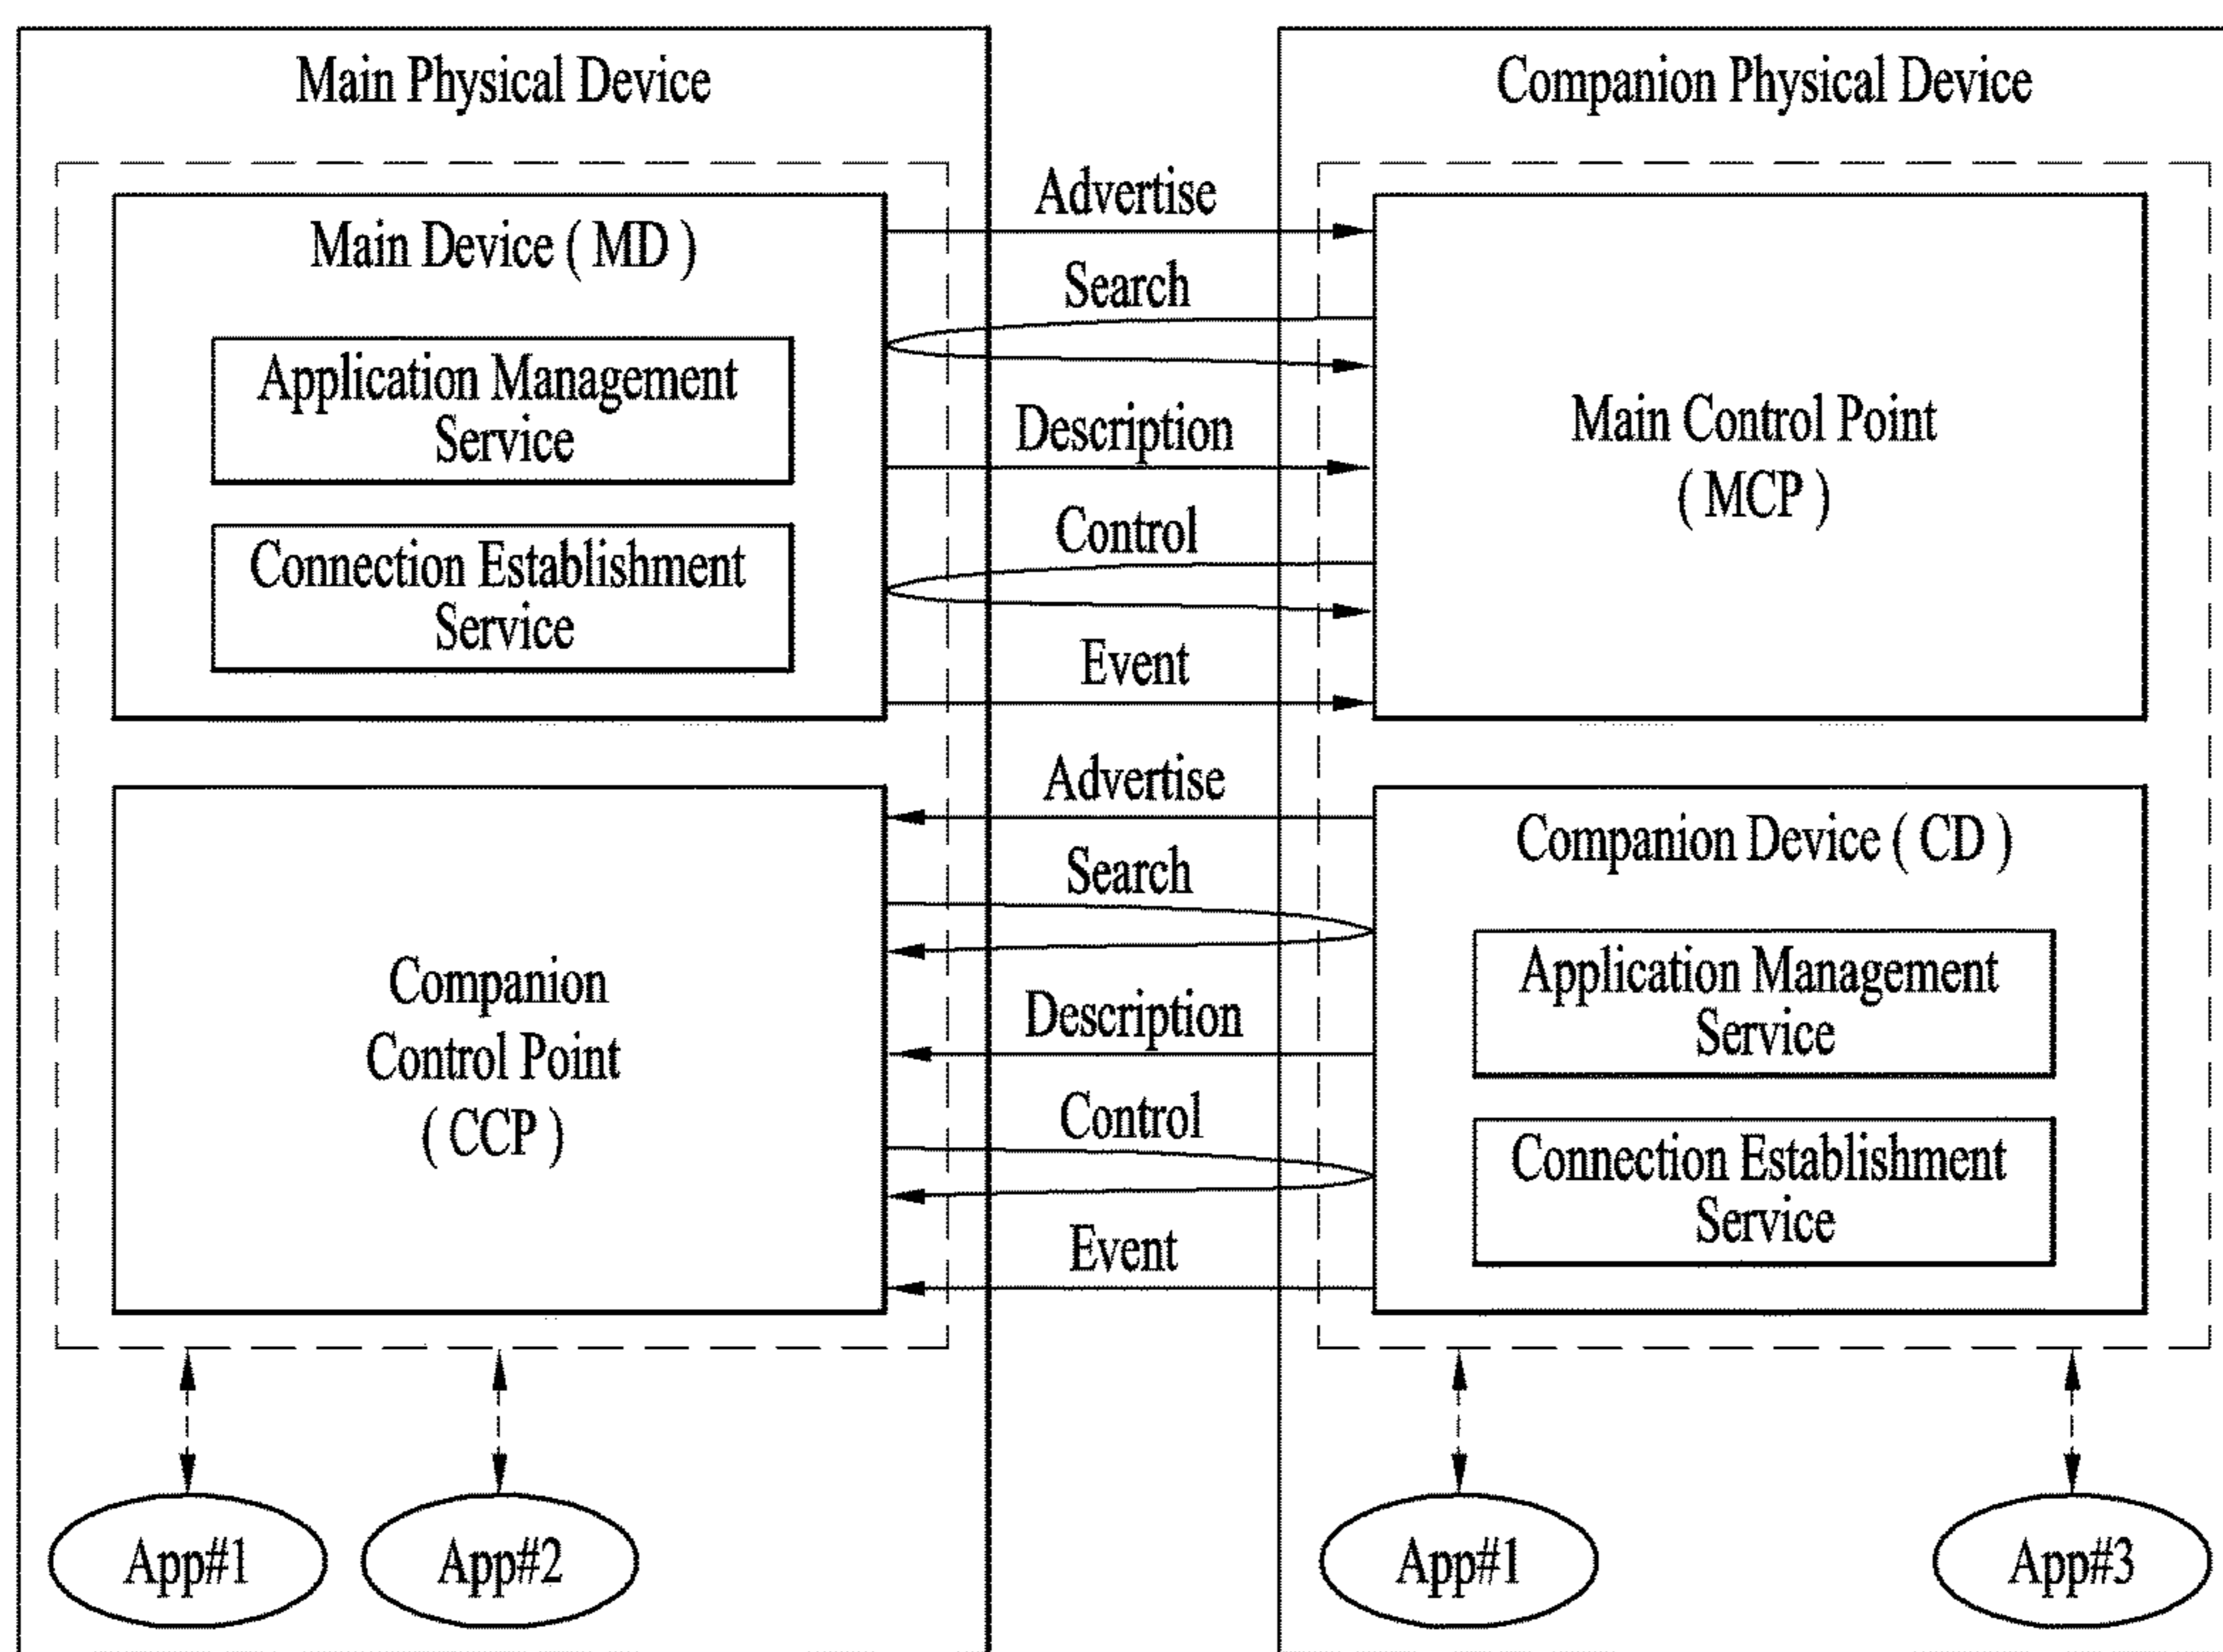 Main Physical Device
Companion Physical Device
Main Device ( MD )
Application Management
Service
Connection Establishment
Service
Advertise
Search
Description
Control
Event
Main Control Point
( MCP )
Companion
Control Point
( CCP )
Advertise
Search
Description
Control
Event
Companion Device ( CD )
Application Management
Service
Connection Establishment
Service
App#1
App#2
App#1
App#3